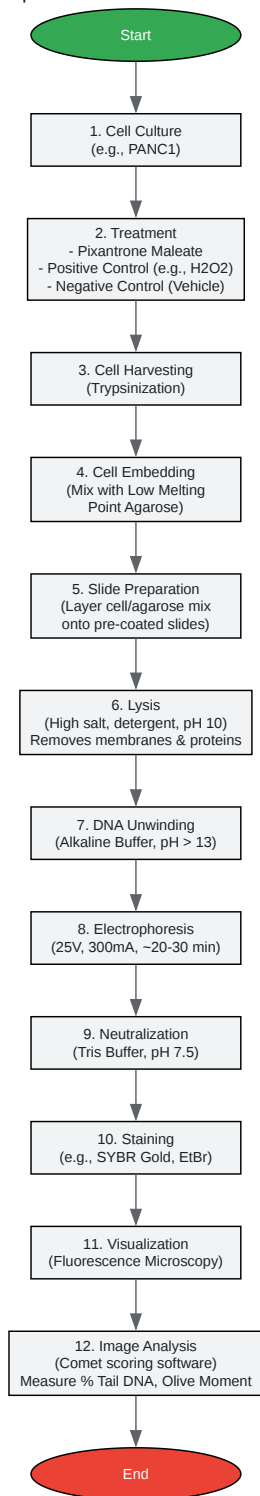 Start
1. Cell Culture
(e.g., PANC1)
2. Treatment
- Pixantrone Maleate
- Positive Control (e.g., H2O2)
- Negative Control (Vehicle)
3. Cell Harvesting
(Trypsinization)
4. Cell Embedding
(Mix with Low Melting
Point Agarose)
5. Slide Preparation
(Layer cell/agarose mix
onto pre-coated slides)
6. Lysis
(High salt, detergent, pH 10)
Removes membranes & proteins
7. DNA Unwinding
(Alkaline Buffer, pH > 13)
8. Electrophoresis
(25V, 300mA, ~20-30 min)
9. Neutralization
(Tris Buffer, pH 7.5)
10. Staining
(e.g., SYBR Gold, EtBr)
11. Visualization
(Fluorescence Microscopy)
12. Image Analysis
(Comet scoring software)
Measure % Tail DNA, Olive Moment
End